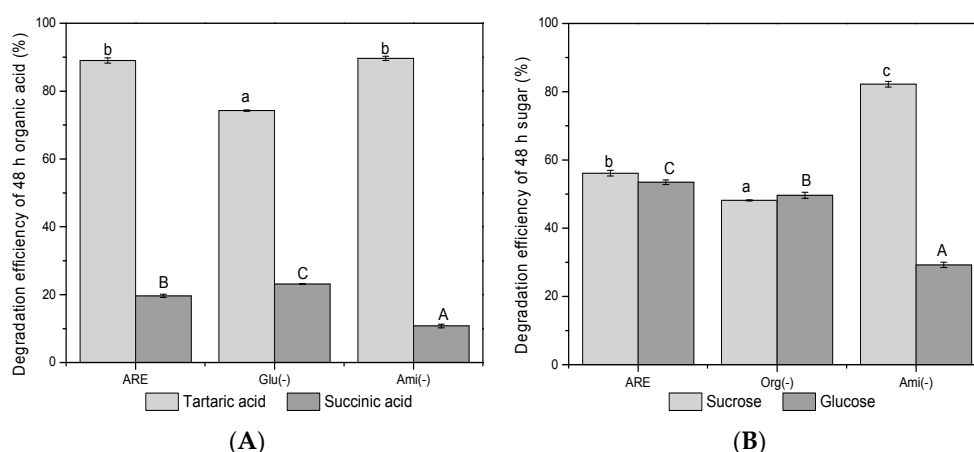 Degradation efficiency of 48 h organic acid (%)
100
80
60
40
20
0
b
B
a
C
b
A
ARE
Glu(-)
Ami(-)
Tartaric acid
Succinic acid
(A)
Degradation efficiency of 48 h sugar (%)
100
80
60
40
20
0
b
C
a
B
c
A
ARE
Org(-)
Ami(-)
Sucrose
Glucose
(B)